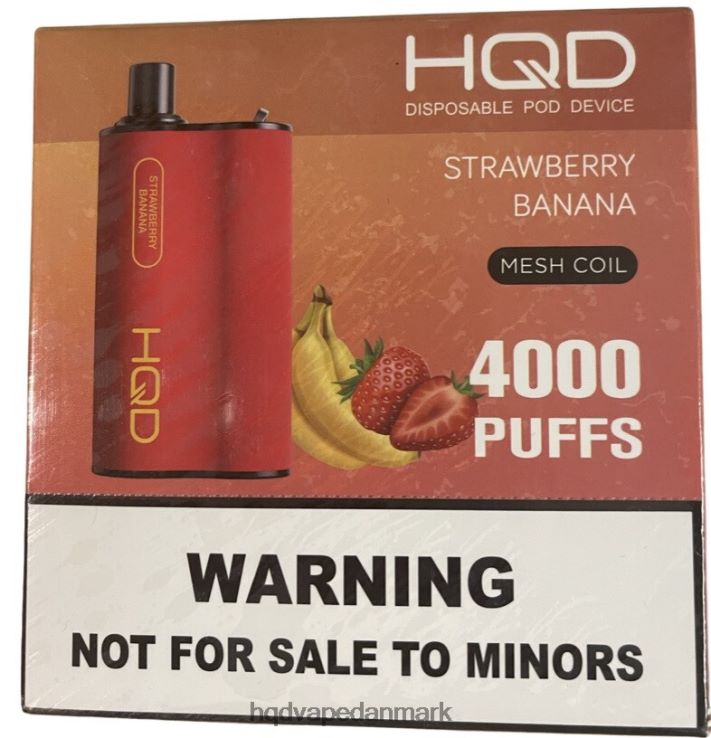 HQD
DISPOSABLE POD DEVICE
STRAWBERRY
BANANA
MESH COIL
4000
PUFFS
STRAWBERRY
BANANA
HQD
WARNING
NOT FOR SALE TO MINORS
hqdvapedanmark